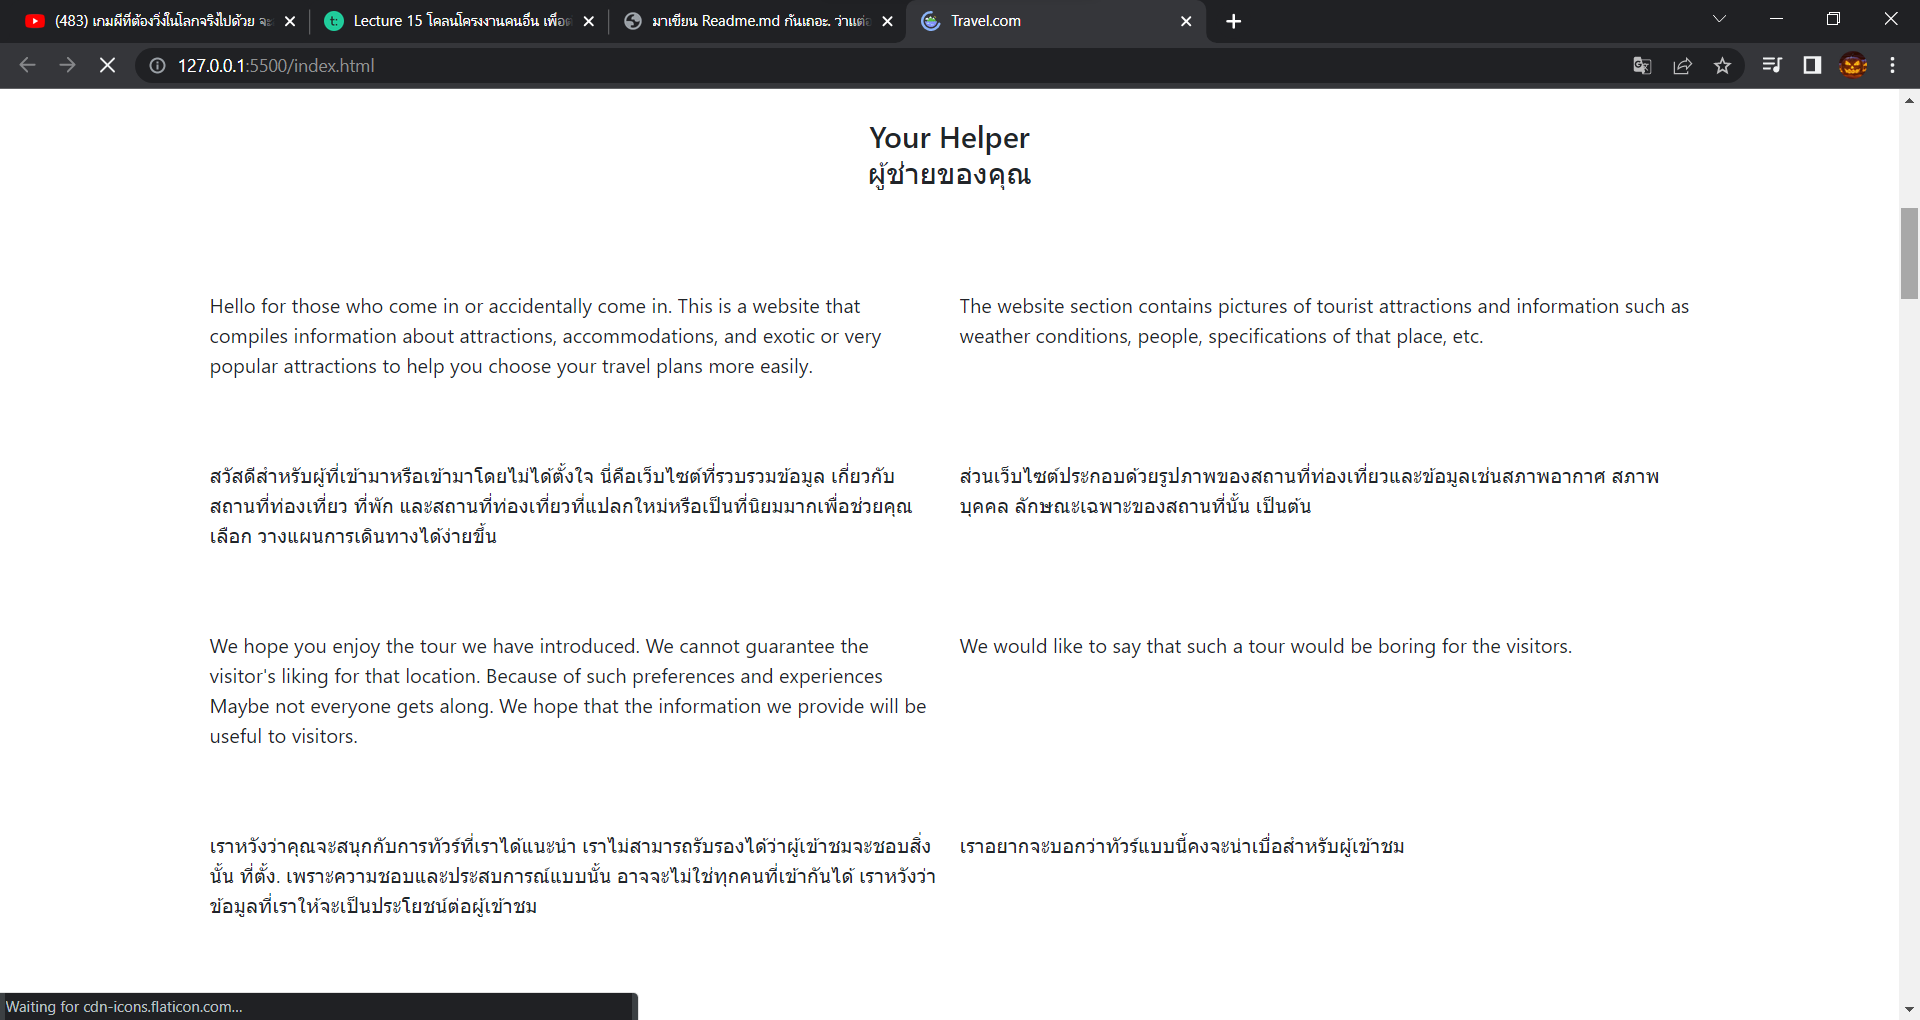 (483) เกมผีที่ต้องวิ่งในโลกจริงไปด้วย จะ
Lecture 15 โคลนโครงงานคนอื่น เพื่อ
มาเขียน Readme.md กันเถอะ. ว่าแต่
Travel.com
127.0.0.1:5500/index.html
Your Helper
ผู้ช่ายของคุณ
Hello for those who come in or accidentally come in. This is a website that
compiles information about attractions, accommodations, and exotic or very
popular attractions to help you choose your travel plans more easily.
The website section contains pictures of tourist attractions and information such as
weather conditions, people, specifications of that place, etc.
สวัสดีสำหรับผู้ที่เข้ามาหรือเข้ามาโดยไม่ได้ตั้งใจ นี่คือเว็บไซต์ที่รวบรวมข้อมูล เกี่ยวกับ
สถานที่ท่องเที่ยว ที่พัก และสถานที่ท่องเที่ยวที่แปลกใหม่หรือเป็นที่นิยมมากเพื่อช่วยคุณ
เลือก วางแผนการเดินทางได้ง่ายขึ้น
ส่วนเว็บไซต์ประกอบด้วยรูปภาพของสถานที่ท่องเที่ยวและข้อมูลเช่นสภาพอากาศ สภาพ
บุคคล ลักษณะเฉพาะของสถานที่นั้น เป็นต้น
We hope you enjoy the tour we have introduced. We cannot guarantee the
visitor's liking for that location. Because of such preferences and experiences
Maybe not everyone gets along. We hope that the information we provide will be
useful to visitors.
We would like to say that such a tour would be boring for the visitors.
เราหวังว่าคุณจะสนุกกับการทัวร์ที่เราได้แนะนำ เราไม่สามารถรับรองได้ว่าผู้เข้าชมจะชอบสิ่ง
นั้น ที่ตั้ง. เพราะความชอบและประสบการณ์แบบนั้น อาจจะไม่ใช่ทุกคนที่เข้ากันได้ เราหวังว่า
ข้อมูลที่เราให้จะเป็นประโยชน์ต่อผู้เข้าชม
เราอยากจะบอกว่าทัวร์แบบนี้คงจะน่าเบื่อสำหรับผู้เข้าชม
Waiting for cdn-icons.flaticon.com...